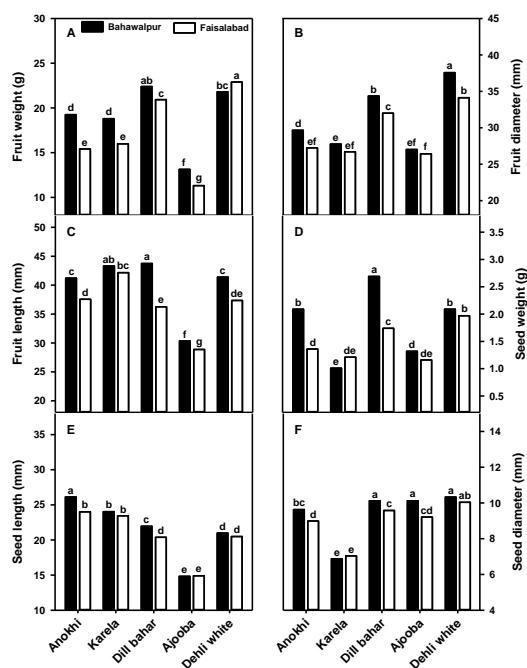 A
Bahawalpur
Faisalabad
Fruit weight (g)
30
25
20
15
10
d
e
d
e
ab
c
f
g
bc
a
B
Fruit diameter (mm)
45
40
35
30
25
20
d
ef
e
ef
b
c
ef
f
a
b
C
Fruit length (mm)
50
45
40
35
30
25
20
c
d
ab
bc
a
e
f
g
c
de
D
Seed weight (g)
3.5
3.0
2.5
2.0
1.5
1.0
0.5
b
d
e
de
a
c
d
de
b
b
E
Seed length (mm)
35
30
25
20
15
10
a
b
b
b
c
d
e
e
d
d
Anokhi
Karela
Dill bahar
Ajooba
Dehli white
F
Seed diameter (mm)
14
12
10
8
6
4
bc
d
e
e
b
c
b
cd
b
ab
Anokhi
Karela
Dill bahar
Ajooba
Dehli white